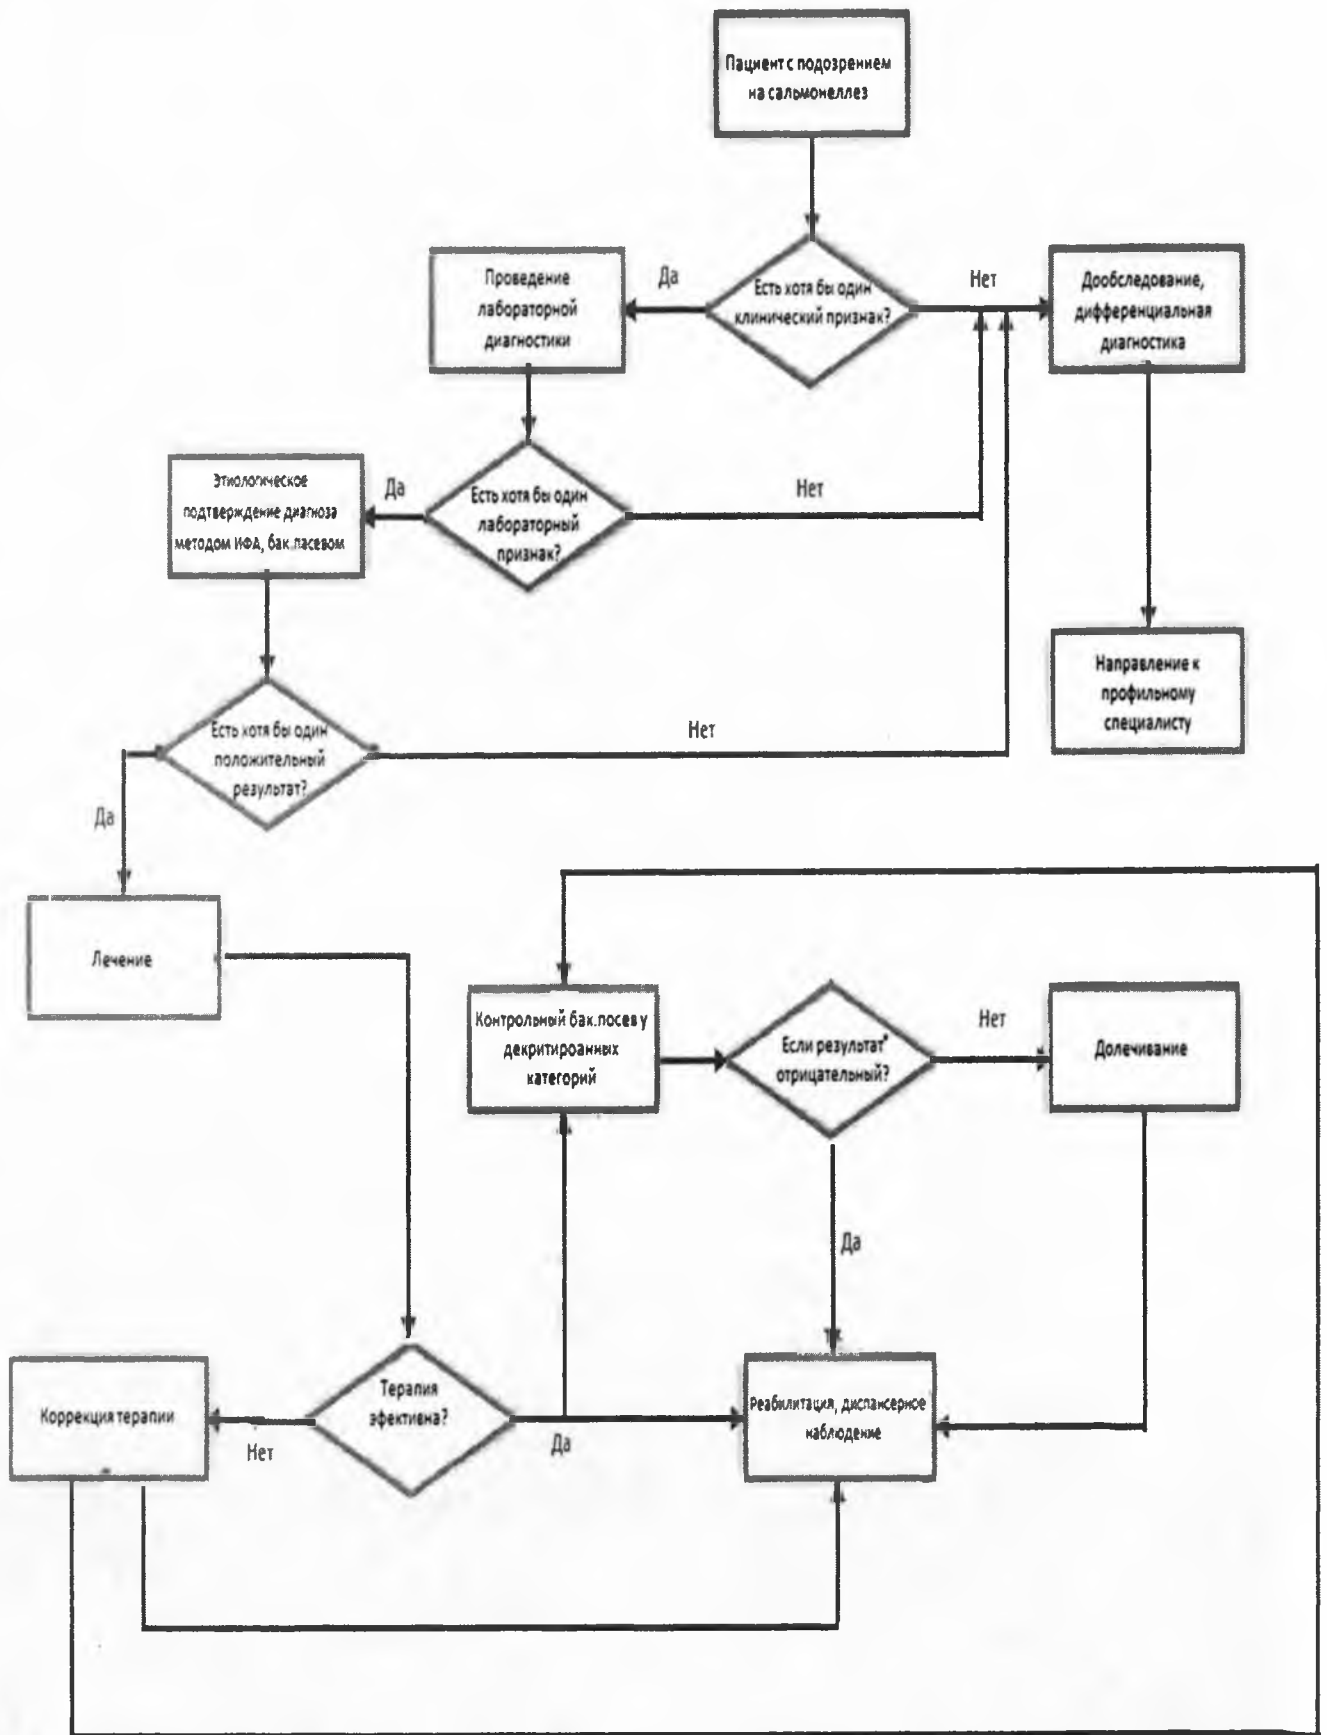 Пациент с подозрением
на сальмонеллез
Есть хотя бы один
клинический признак?
Да
Нет
Проведение
лабораторной
диагностики
Дообследование,
дифференциальная
диагностика
Есть хотя бы один
лабораторный
признак?
Да
Нет
Этиологическое
подтверждение диагноза
методом ИФА, бак.пасевом
Направление к
профильному
специалисту
Есть хотя бы один
положительный
результат?
Нет
Да
Лечение
Контрольный бак.посев у
декритироанных
категорий
Если результат*
отрицательный?
Нет
Долечивание
Да
Терапия
эфективна?
Коррекция терапии
Нет
Да
Реабилитация, диспансерное
наблюдение